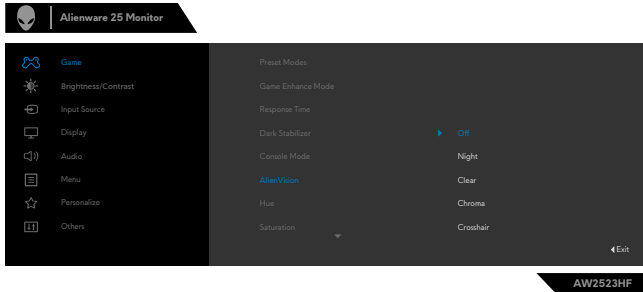 Alienware 25 Monitor
Game
Brightness/Contrast
Input Source
Display
Audio
Menu
Personalize
Others
Preset Modes
Game Enhance Mode
Response Time
Dark Stabilizer
Console Mode
AlienVision
Hue
Saturation
Off
Night
Clear
Chroma
Crosshair
Exit
AW2523HF